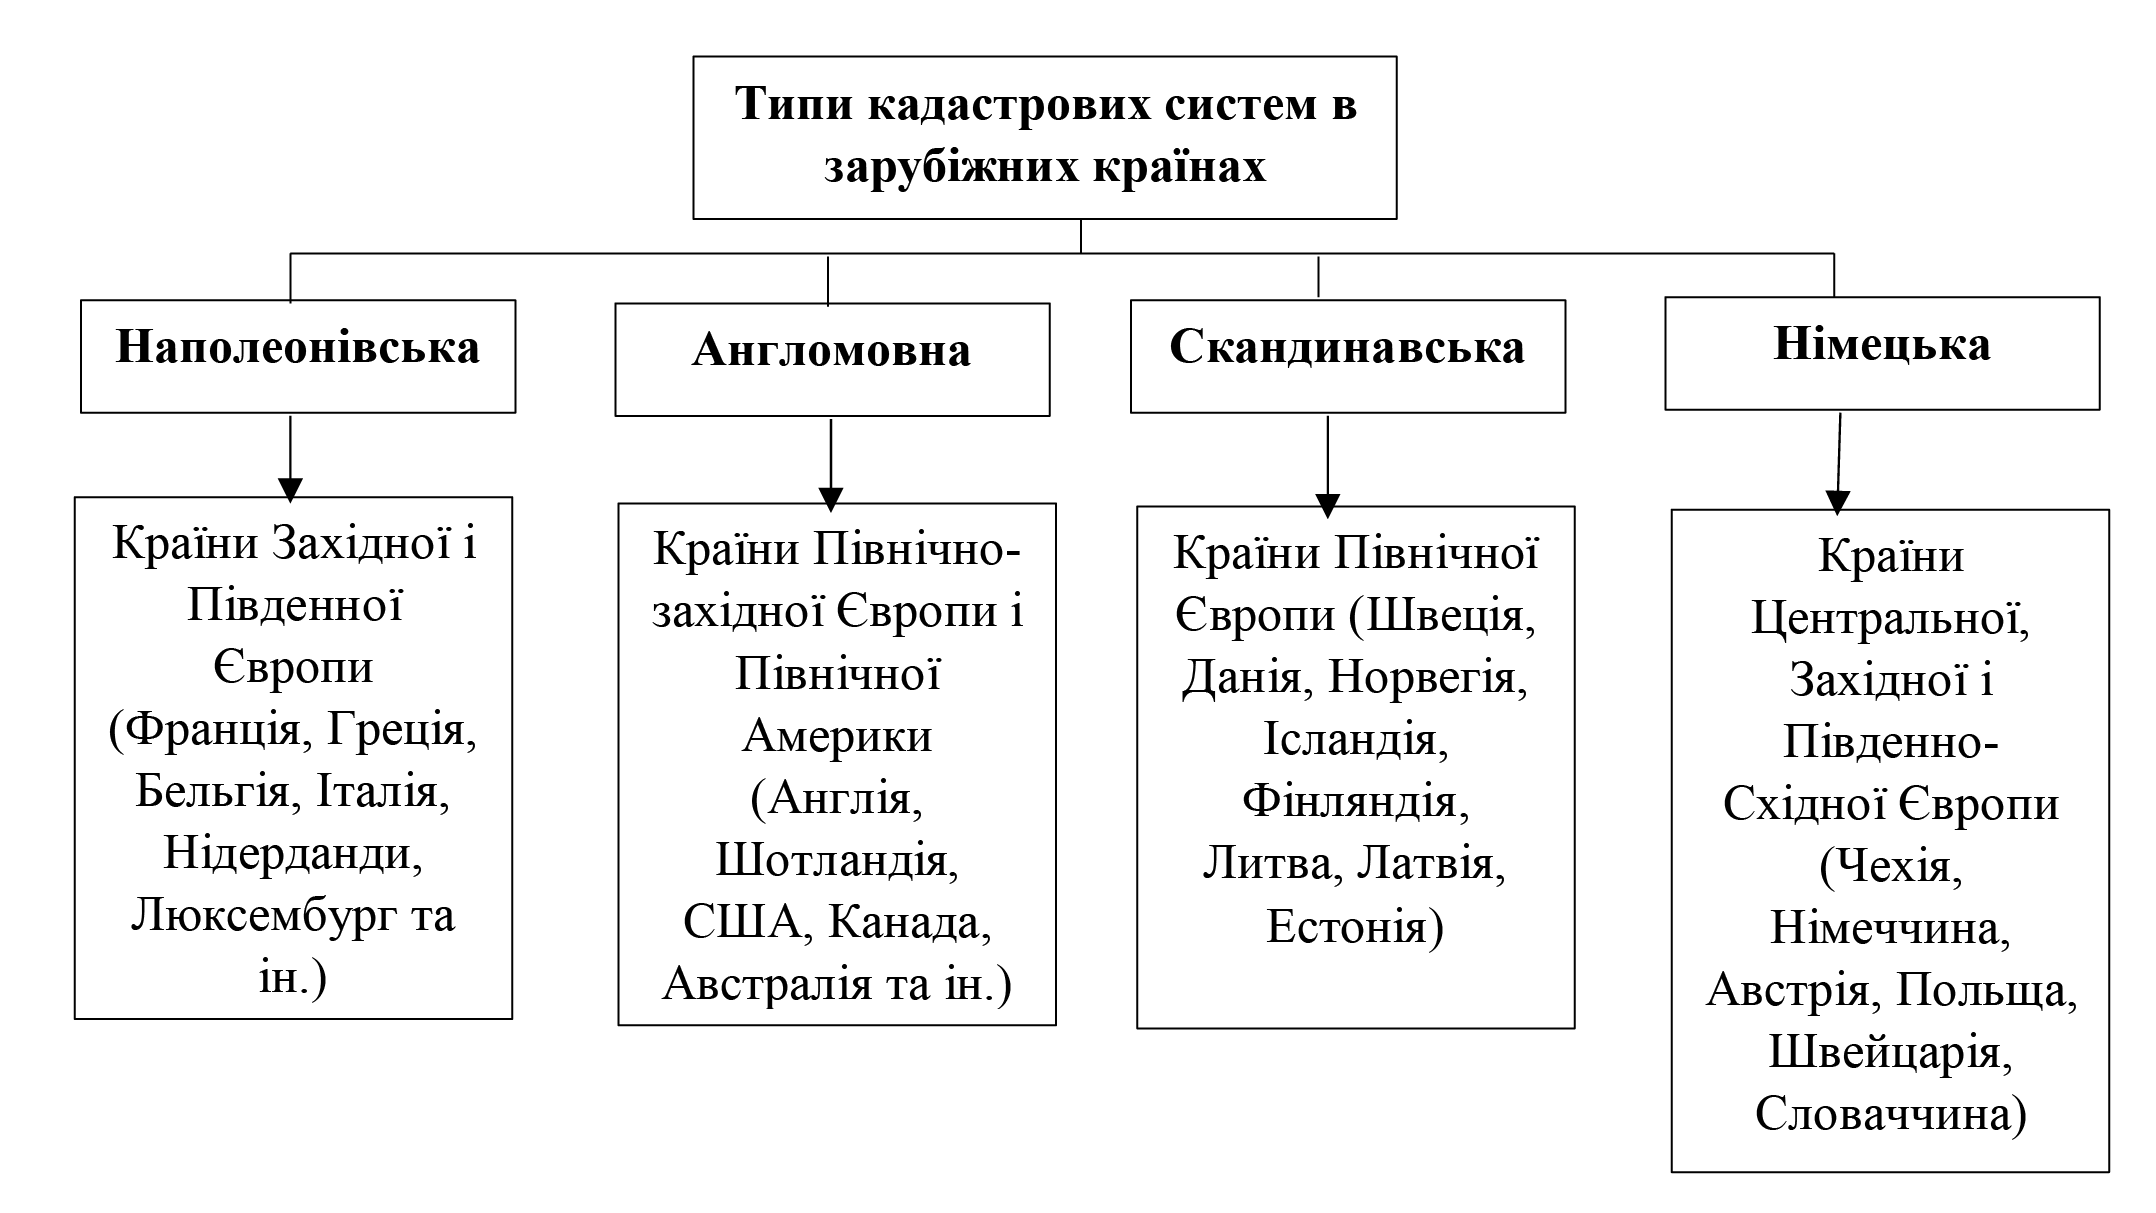 Типи кадастрових систем в
зарубіжних країнах
Наполеонівська
Англомовна
Скандинавська
Німецька
Країни Західної і
Південної
Європи
(Франція, Греція,
Бельгія, Італія,
Нідерданди,
Люксембург та
ін.)
Країни Північно-
західної Європи і
Північної
Америки
(Англія,
Шотландія,
США, Канада,
Австралія та ін.)
Країни Північної
Європи (Швеція,
Данія, Норвегія,
Ісландія,
Фінляндія,
Литва, Латвія,
Естонія)
Країни
Центральної,
Західної і
Південно-
Східної Європи
(Чехія,
Німеччина,
Австрія, Польща,
Швейцарія,
Словаччина)